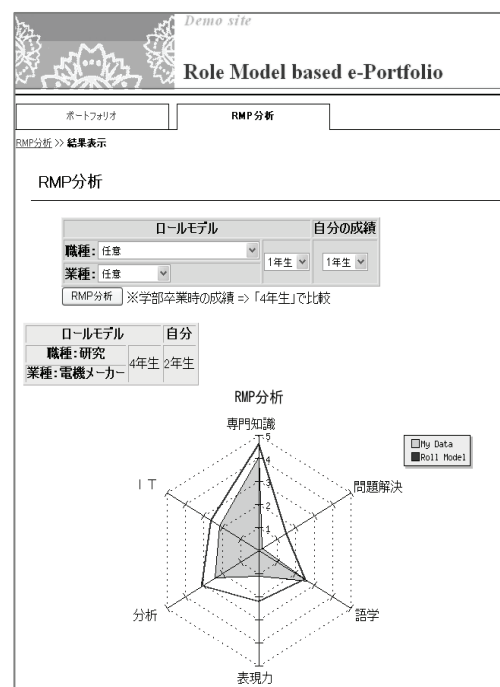 Demo site
Role Model based e-Portfolio
ポートフォリオ
RMP分析
RMP分析 >> 結果表示
RMP分析
ロールモデル 自分の成績
職種: 任意 1年生 1年生
業種: 任意
RMP分析 ※学部卒業時の成績 => 「4年生」で比較
ロールモデル 自分
職種:研究 4年生 2年生
業種:電機メーカー
RMP分析
専門知識
5
4
3
2
1
My Data
Roll Model
IT
問題解決
分析
語学
表現力